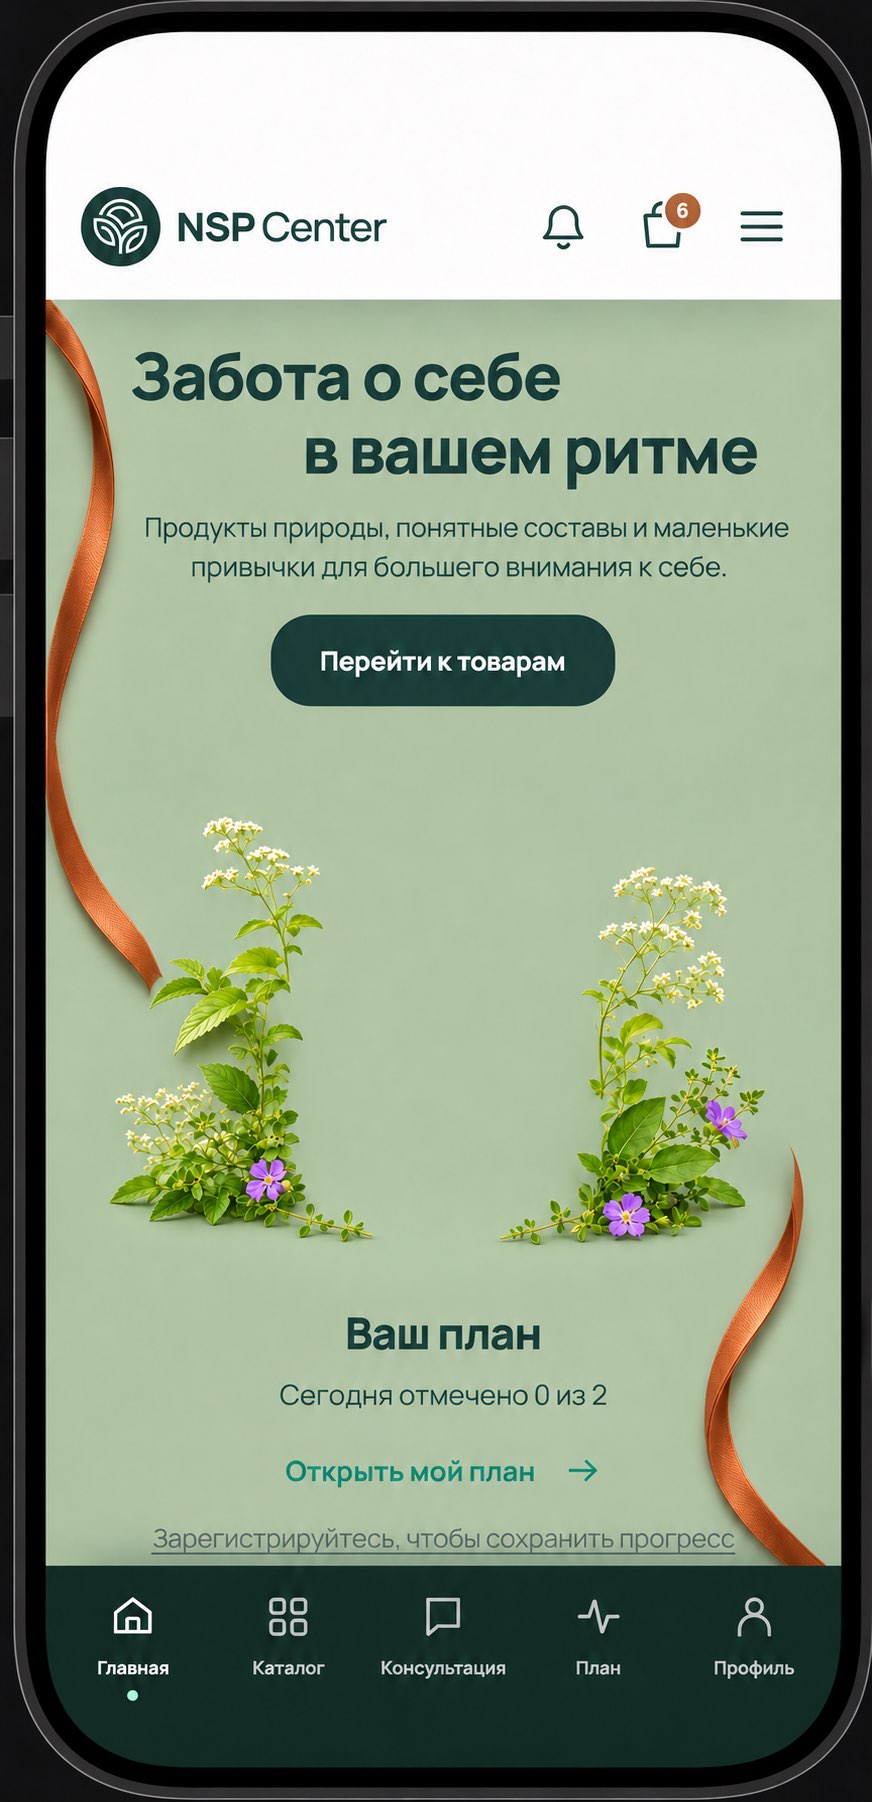 NSP Center
6
Забота о себе
в вашем ритме
Продукты природы, понятные составы и маленькие
привычки для большего внимания к себе.
Перейти к товарам
Ваш план
Сегодня отмечено 0 из 2
Открыть мой план →
Зарегистрируйтесь, чтобы сохранить прогресс
Главная Каталог Консультация План Профиль